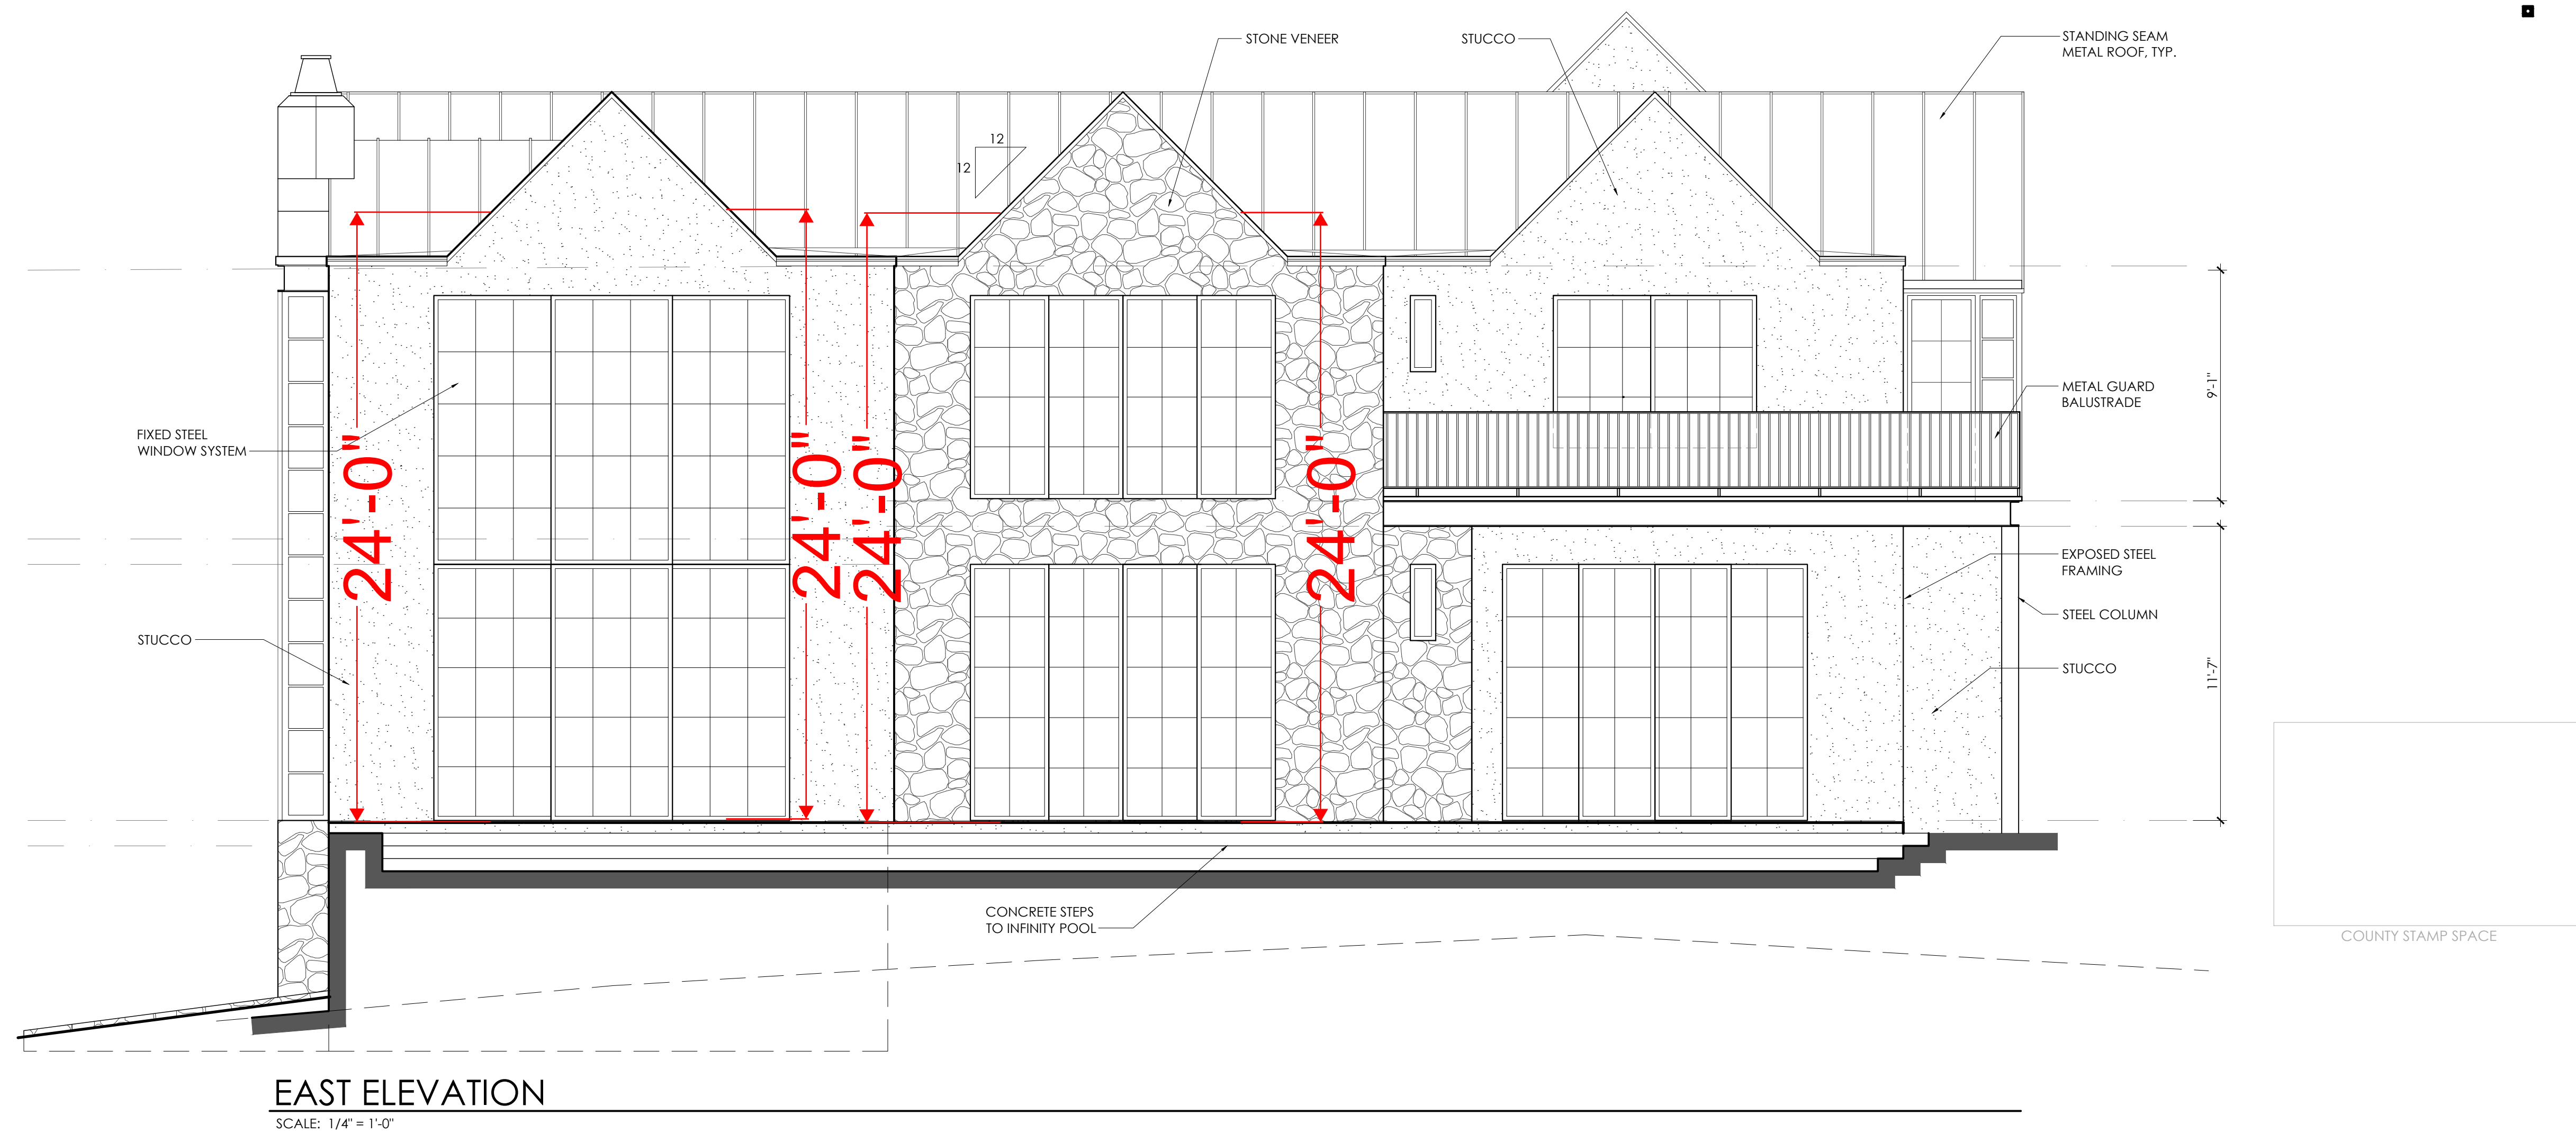 STONE VENEER
STUCCO
STANDING SEAM
METAL ROOF, TYP.
12
12
9'-1"
METAL GUARD
BALUSTRADE
FIXED STEEL
WINDOW SYSTEM
24'-0"
24'-0"
24'-0"
24'-0"
EXPOSED STEEL
FRAMING
STEEL COLUMN
STUCCO
11'-7"
STUCCO
CONCRETE STEPS
TO INFINITY POOL
COUNTY STAMP SPACE
EAST ELEVATION
SCALE: 1/4" = 1'-0"